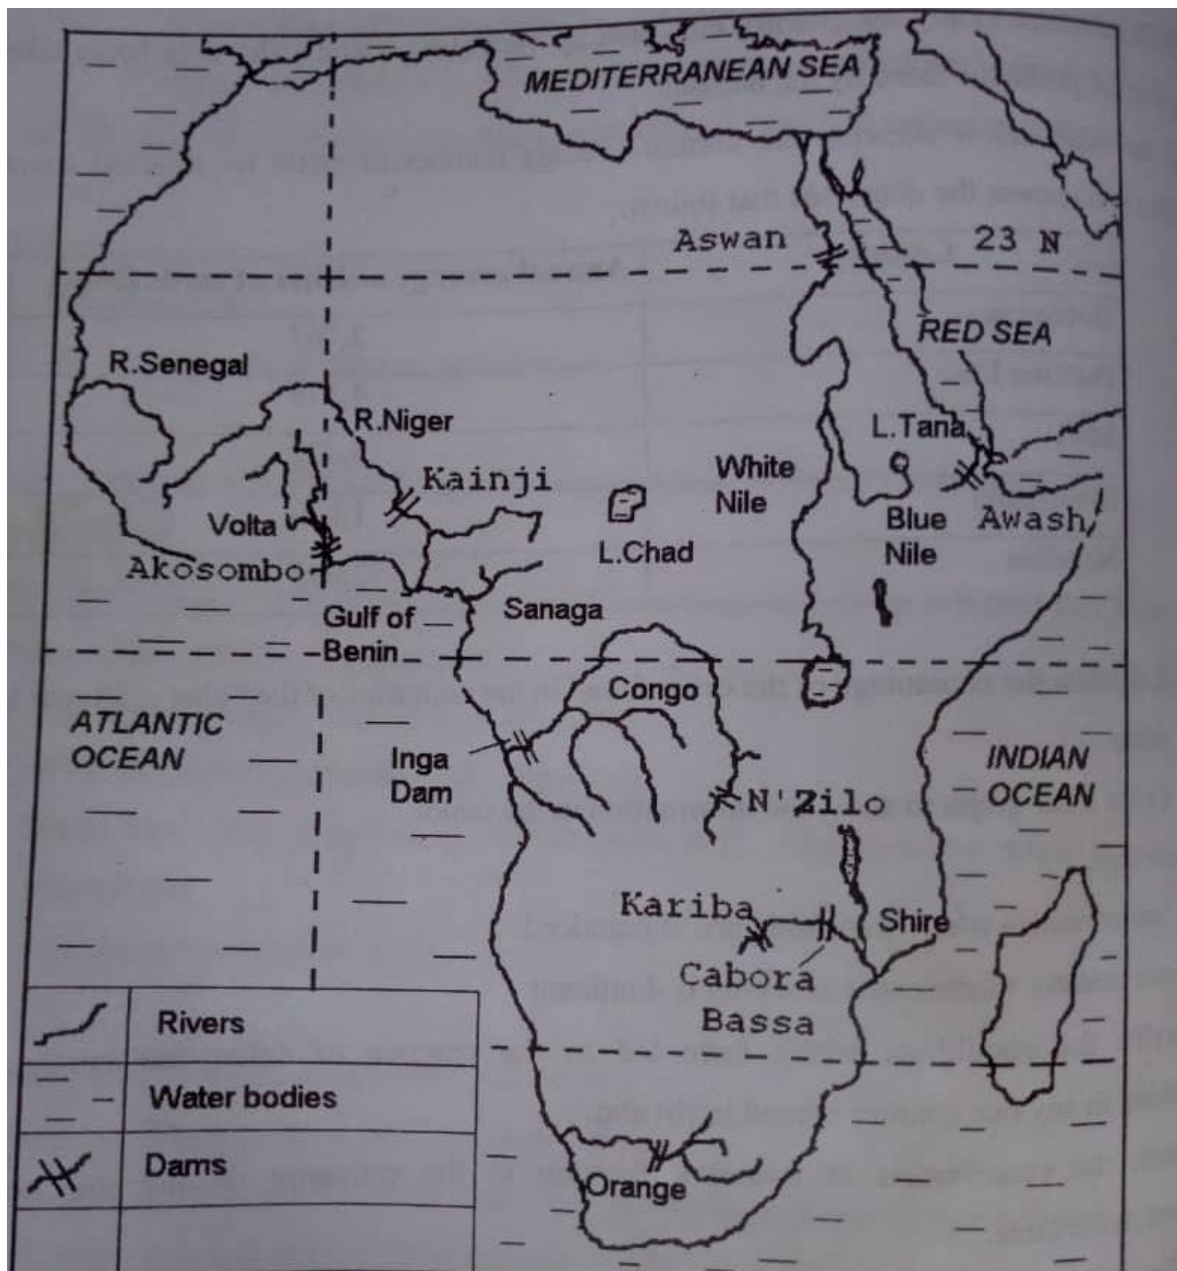 MEDITERRANEAN SEA
Aswan
23 N
RED SEA
R.Senegal
R.Niger
L.Tana
Kainji
White
Nile
Volta
L.Chad
Blue
Nile
Awash
Akosombo
Gulf of
Benin
Sanaga
Congo
ATLANTIC
OCEAN
Inga
Dam
N'Zilo
INDIAN
OCEAN
Kariba
Shire
Cabora
Bassa
Rivers
Water bodies
Dams
Orange